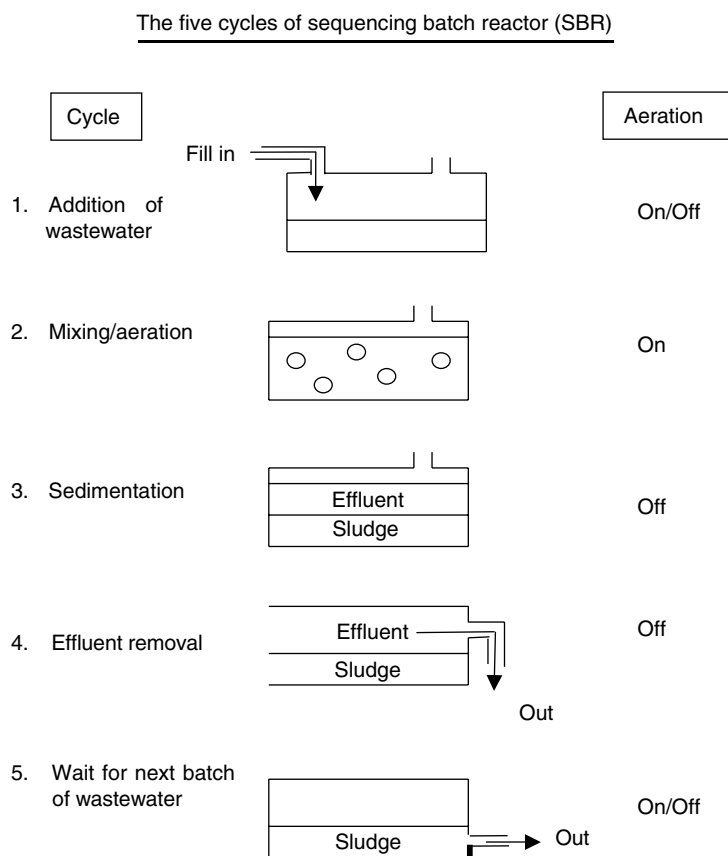 The five cycles of sequencing batch reactor (SBR)
Cycle
Aeration
Fill in
1. Addition of
wastewater
On/Off
2. Mixing/aeration
On
3. Sedimentation
Effluent
Sludge
Off
4. Effluent removal
Effluent
Sludge
Off
Out
5. Wait for next batch
of wastewater
Sludge
Out
On/Off